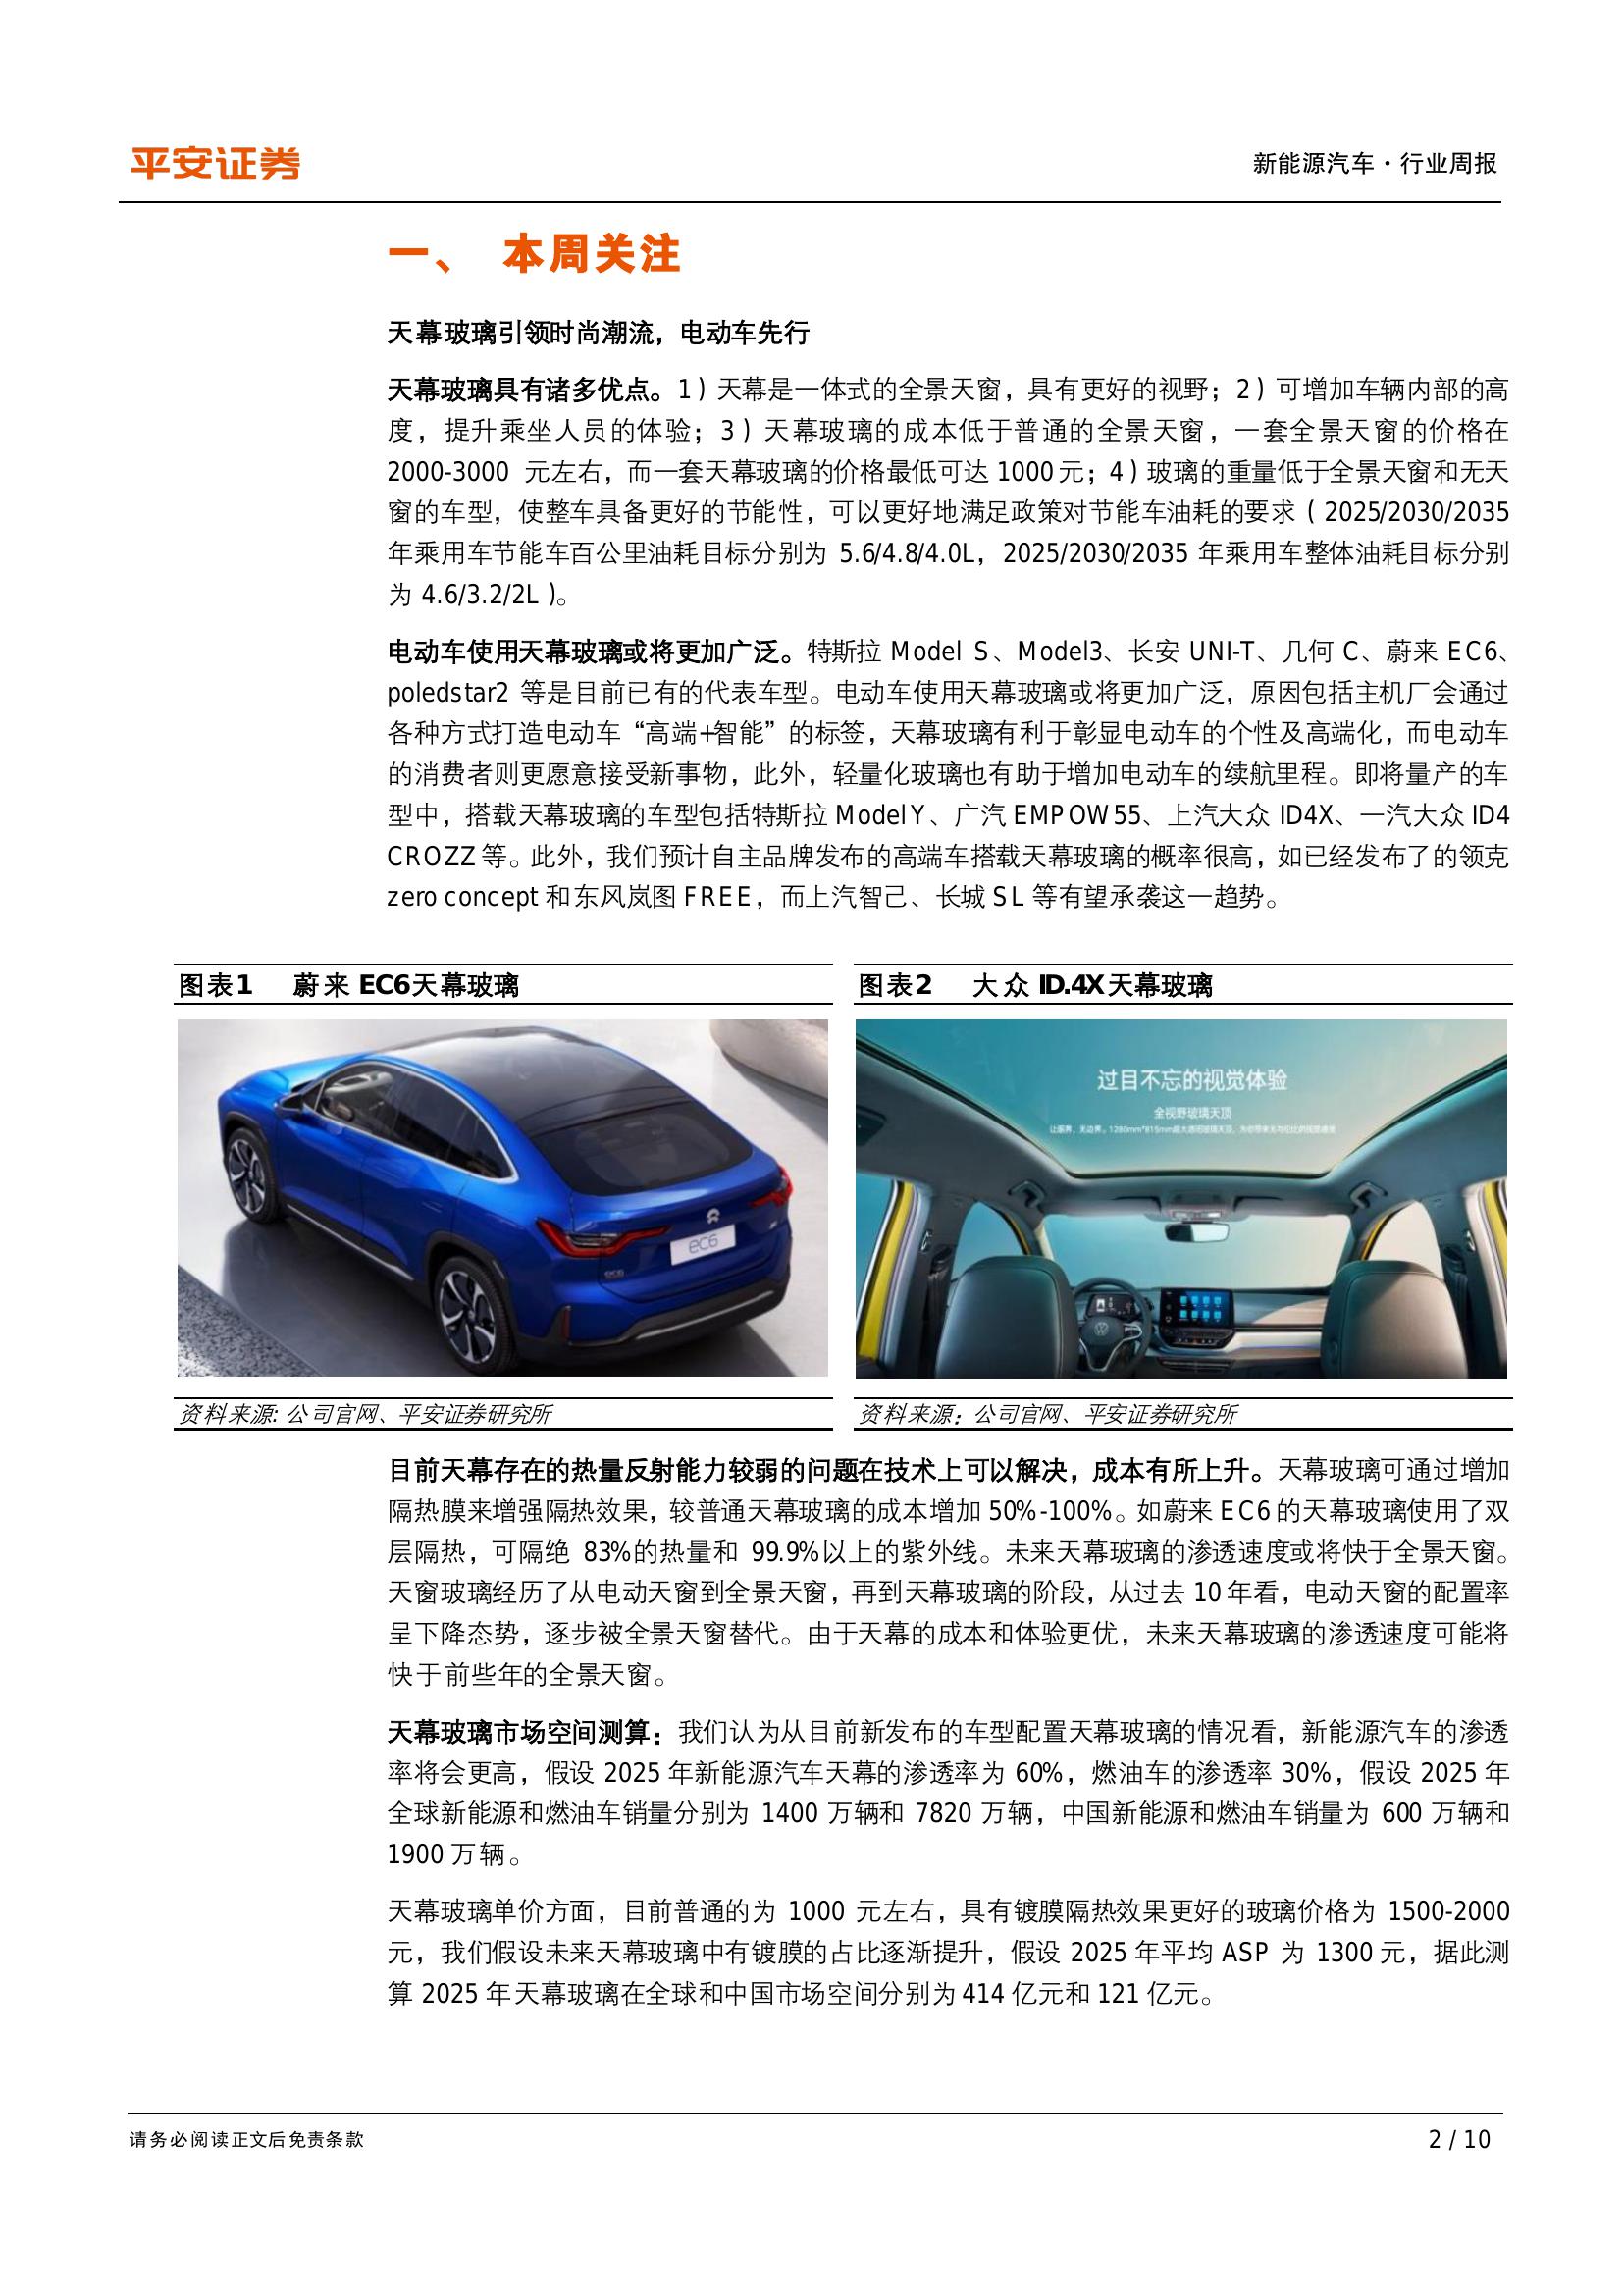 平安证券
新能源汽车·行业周报
一、 本周关注
天幕玻璃引领时尚潮流，电动车先行
天幕玻璃具有诸多优点。1）天幕是一体式的全景天窗，具有更好的视野；2）可增加车辆内部的高
度，提升乘坐人员的体验；3）天幕玻璃的成本低于普通的全景天窗，一套全景天窗的价格在
2000-3000 元左右，而一套天幕玻璃的价格最低可达 1000 元；4）玻璃的重量低于全景天窗和无天
窗的车型，使整车具备更好的节能性，可以更好地满足政策对节能车油耗的要求（2025/2030/2035
年乘用车节能车百公里油耗目标分别为 5.6/4.8/4.0L，2025/2030/2035 年乘用车整体油耗目标分别
为 4.6/3.2/2L）。
电动车使用天幕玻璃或将更加广泛。特斯拉 Model S、Model3、长安 UNI-T、几何 C、蔚来 EC6、
poledstar2 等是目前已有的代表车型。电动车使用天幕玻璃或将更加广泛，原因包括主机厂会通过
各种方式打造电动车“高端+智能”的标签，天幕玻璃有利于彰显电动车的个性及高端化，而电动车
的消费者则更愿意接受新事物，此外，轻量化玻璃也有助于增加电动车的续航里程。即将量产的车
型中，搭载天幕玻璃的车型包括特斯拉 Model Y、广汽 EMPOW55、上汽大众 ID4X、一汽大众 ID4
CROZZ 等。此外，我们预计自主品牌发布的高端车搭载天幕玻璃的概率很高，如已经发布了的领克
zero concept 和东风岚图 FREE，而上汽智己、长城 SL 等有望承袭这一趋势。
图表1 蔚来 EC6天幕玻璃
图表2 大众 ID.4X 天幕玻璃
ec6
过目不忘的视觉体验
全视野玻璃天顶
资料来源：公司官网、平安证券研究所
资料来源：公司官网、平安证券研究所
目前天幕存在的热量反射能力较弱的问题在技术上可以解决，成本有所上升。天幕玻璃可通过增加
隔热膜来增强隔热效果，较普通天幕玻璃的成本增加 50%-100%。如蔚来 EC6 的天幕玻璃使用了双
层隔热，可隔绝 83%的热量和 99.9%以上的紫外线。未来天幕玻璃的渗透速度或将快于全景天窗。
天窗玻璃经历了从电动天窗到全景天窗，再到天幕玻璃的阶段，从过去 10 年看，电动天窗的配置率
呈下降态势，逐步被全景天窗替代。由于天幕的成本和体验更优，未来天幕玻璃的渗透速度可能将
快于前些年的全景天窗。
天幕玻璃市场空间测算：我们认为从目前新发布的车型配置天幕玻璃的情况看，新能源汽车的渗透
率将会更高，假设 2025 年新能源汽车天幕的渗透率为 60%，燃油车的渗透率 30%，假设 2025 年
全球新能源和燃油车销量分别为 1400 万辆和 7820 万辆，中国新能源和燃油车销量为 600 万辆和
1900 万辆。
天幕玻璃单价方面，目前普通的为 1000 元左右，具有镀膜隔热效果更好的玻璃价格为 1500-2000
元，我们假设未来天幕玻璃中有镀膜的占比逐渐提升，假设 2025 年平均 ASP 为 1300 元，据此测
算 2025 年天幕玻璃在全球和中国市场空间分别为 414 亿元和 121 亿元。
请务必阅读正文后免责条款
2 / 10